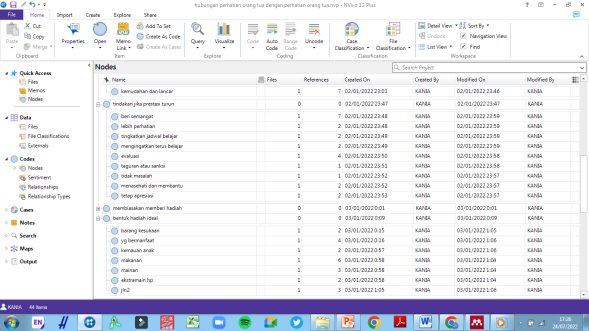 hubungan perhatian orang tua dengan perhatian orang tua.nvp - NVivo 12 Plus
File Home Import Create Explore Share
Cut
Copy
Paste Merge
Clipboard
Properties Open Memo Link
Item
Add To Set
Create As Code
Create As Cases
Query Visualize
Explore
Code Auto Code Range Code Uncode
Coding
Case Classification File Classification
Classification
Detail View Sort By
Undock Navigation View
List View Find
Workspace
Quick Access
Files
Memos
Nodes
Data
Files
File Classifications
Externals
Codes
Nodes
Sentiment
Relationships
Relationship Types
Cases
Notes
Search
Maps
Output
Nodes
Search Project
Name Files References Created On Created By Modified On Modified By
kemudahan dan lancar 1 7 02/01/2022 23:01 KANIA 02/01/2022 23:46 KANIA
tindakan jika prestasi turun 0 0 02/01/2022 23:47 KANIA 02/01/2022 23:47 KANIA
beri semangat 1 7 02/01/2022 23:48 KANIA 02/01/2022 23:59 KANIA
lebih perhatian 1 2 02/01/2022 23:48 KANIA 02/01/2022 23:59 KANIA
tingkatkan jadwal belajar 1 2 02/01/2022 23:48 KANIA 02/01/2022 23:59 KANIA
mengingatkan terus belajar 1 2 02/01/2022 23:49 KANIA 02/01/2022 23:59 KANIA
evaluasi 1 4 02/01/2022 23:50 KANIA 02/01/2022 23:58 KANIA
teguran atau sanksi 1 1 02/01/2022 23:51 KANIA 02/01/2022 23:58 KANIA
tidak masalah 1 1 02/01/2022 23:52 KANIA 02/01/2022 23:57 KANIA
menasehati dan membantu 1 2 02/01/2022 23:52 KANIA 02/01/2022 23:57 KANIA
tetap apresiasi 1 2 02/01/2022 23:53 KANIA 02/01/2022 23:57 KANIA
membiasakan memberi hadiah 0 0 03/01/2022 0:01 KANIA 03/01/2022 0:01 KANIA
bentuk hadiah ideal 0 0 03/01/2022 0:09 KANIA 03/01/2022 0:09 KANIA
barang kesukaan 1 2 03/01/2022 0:15 KANIA 03/01/2022 1:05 KANIA
yg bermanfaat 1 4 03/01/2022 0:16 KANIA 03/01/2022 1:06 KANIA
kemauan anak 1 2 03/01/2022 0:57 KANIA 03/01/2022 1:06 KANIA
makanan 1 6 03/01/2022 0:58 KANIA 03/01/2022 1:04 KANIA
mainan 1 3 03/01/2022 0:58 KANIA 03/01/2022 1:04 KANIA
ekstramain hp 1 2 03/01/2022 0:58 KANIA 03/01/2022 1:04 KANIA
jln2 1 3 03/01/2022 0:58 KANIA 03/01/2022 1:05 KANIA
KANIA 44 Items
EN
17:26
24/07/2022